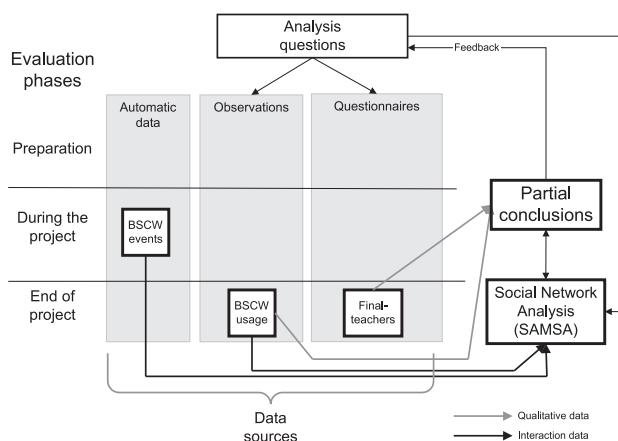 Analysis
questions
Feedback
Evaluation
phases
Automatic
data
Observations
Questionnaires
Preparation
During the
project
BSCW
events
Partial
conclusions
End of
project
BSCW
usage
Final-
teachers
Social Network
Analysis
(SAMSA)
Data
sources
Qualitative data
Interaction data